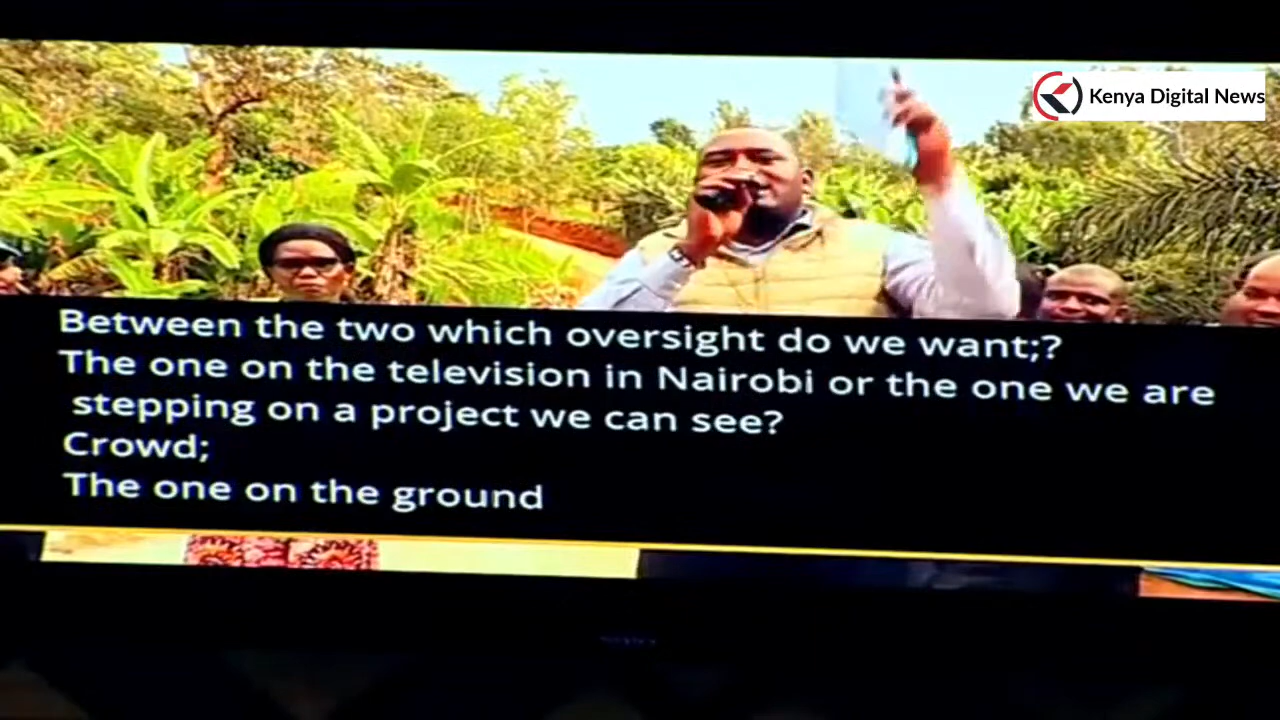 Kenya Digital News
Between the two which oversight do we want;?
The one on the television in Nairobi or the one we are
stepping on a project we can see?
Crowd;
The one on the ground